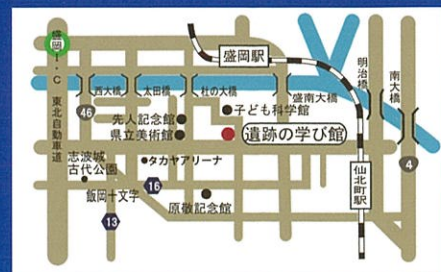 盛岡I.C
東北自動車道
盛岡駅
西大橋
太田橋
杜の大橋
盛南大橋
明治橋
南大橋
46
先人記念館
県立美術館
子ども科学館
遺跡の学び館
志波城
古代公園
タカヤアリーナ
飯岡十文字
16
13
原敬記念館
仙北町駅
4